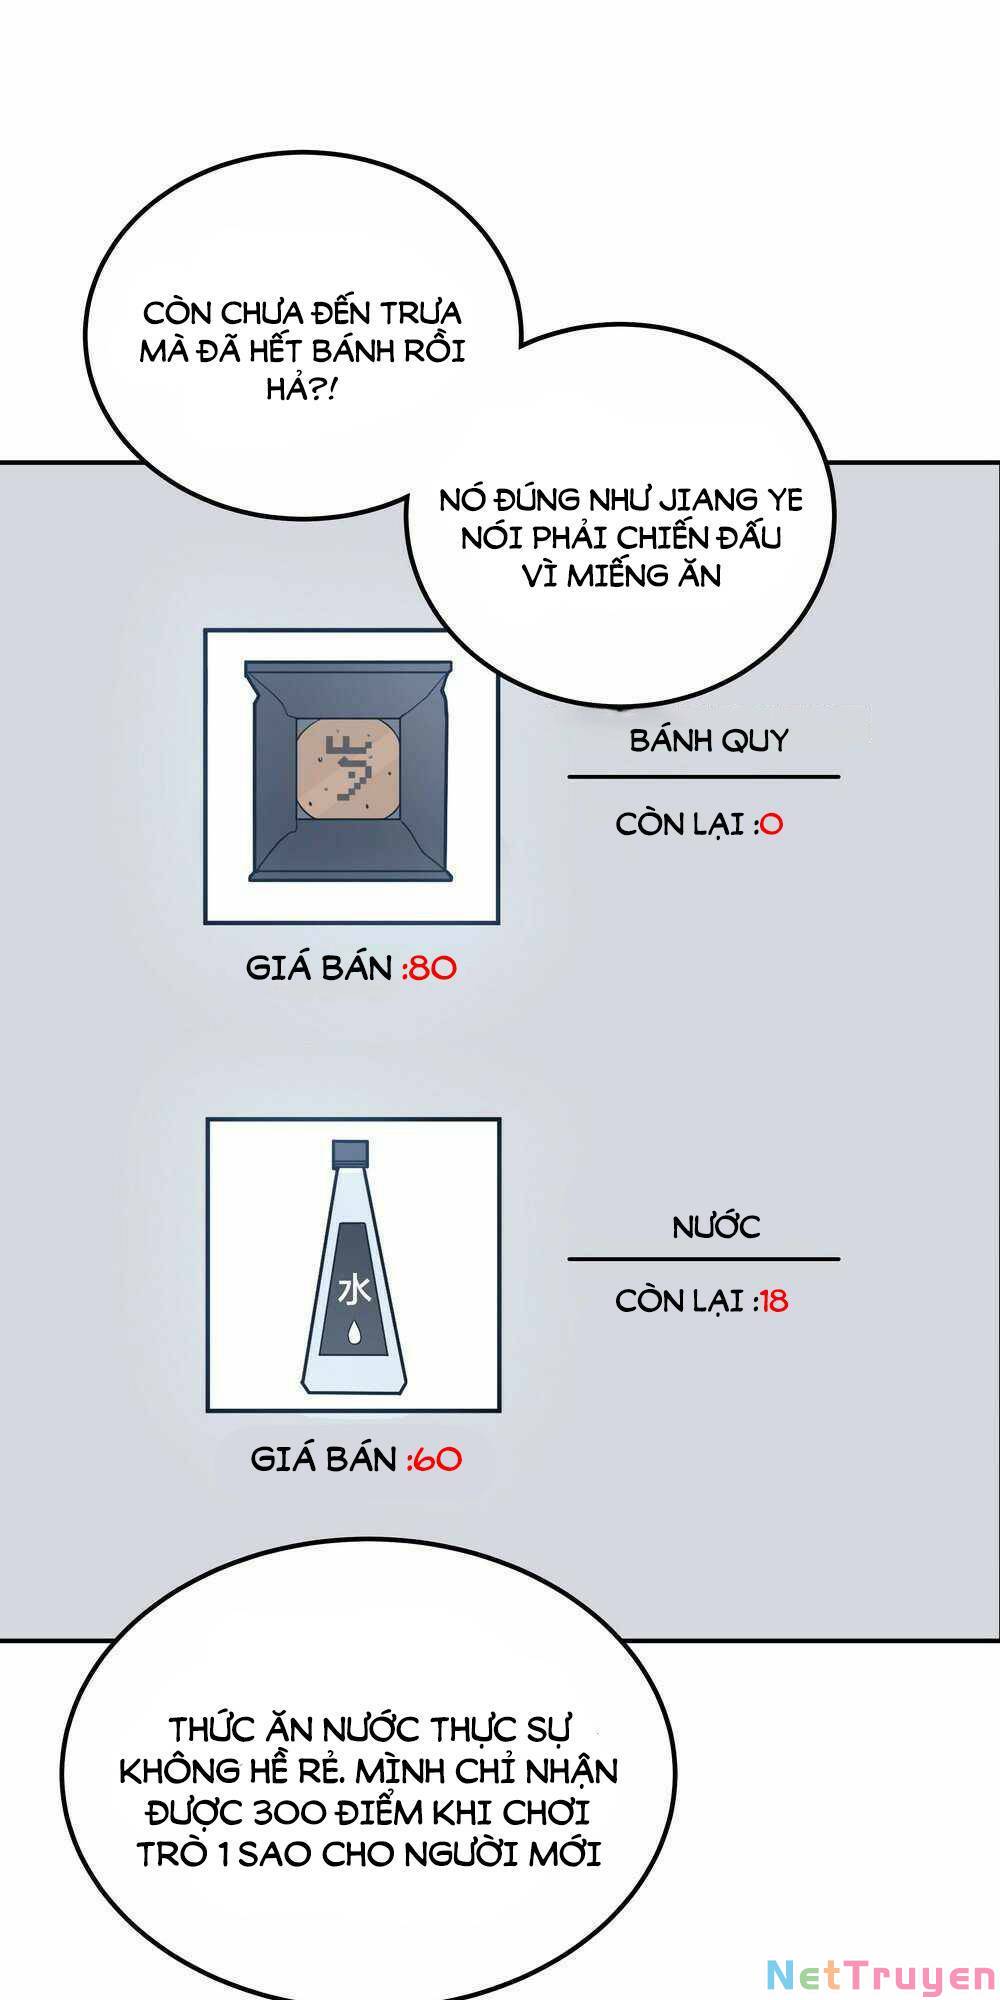 CÒN CHƯA ĐẾN TRƯA
MÀ ĐÃ HẾT BÁNH RỒI
HẢ?!
NÓ ĐÚNG NHƯ JIANG YE
NÓI PHẢI CHIẾN ĐẤU
VÌ MIẾNG ĂN
BÁNH QUY
CÒN LẠI :0
GIÁ BÁN :80
水
NƯỚC
CÒN LẠI :18
GIÁ BÁN :60
THỨC ĂN NƯỚC THỰC SỰ
KHÔNG HỀ RẺ. MÌNH CHỈ NHẬN
ĐƯỢC 300 ĐIỂM KHI CHƠI
TRÒ 1 SAO CHO NGƯỜI MỚI
NetTruyen